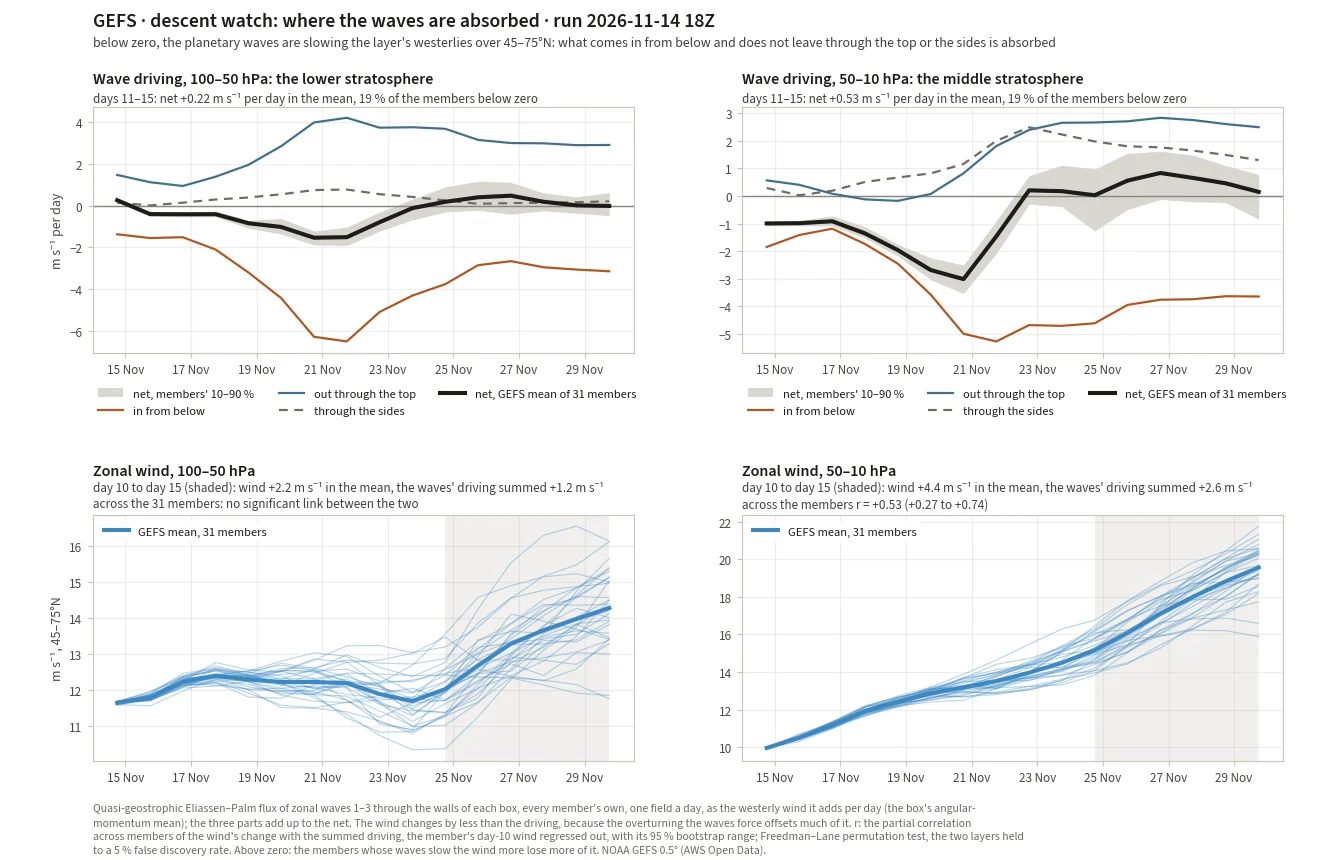 GEFS · descent watch: where the waves are absorbed · run 2026-11-14 18Z
below zero, the planetary waves are slowing the layer's westerlies over 45–75°N: what comes in from below and does not leave through the top or the sides is absorbed
Wave driving, 100–50 hPa: the lower stratosphere
days 11–15: net +0.22 m s⁻¹ per day in the mean, 19 % of the members below zero
4
2
0
−2
−4
−6
m s⁻¹ per day
15 Nov 17 Nov 19 Nov 21 Nov 23 Nov 25 Nov 27 Nov 29 Nov
net, members' 10–90 % out through the top net, GEFS mean of 31 members
in from below through the sides
Wave driving, 50–10 hPa: the middle stratosphere
days 11–15: net +0.53 m s⁻¹ per day in the mean, 19 % of the members below zero
3
2
1
0
−1
−2
−3
−4
−5
15 Nov 17 Nov 19 Nov 21 Nov 23 Nov 25 Nov 27 Nov 29 Nov
net, members' 10–90 % out through the top net, GEFS mean of 31 members
in from below through the sides
Zonal wind, 100–50 hPa
day 10 to day 15 (shaded): wind +2.2 m s⁻¹ in the mean, the waves' driving summed +1.2 m s⁻¹
across the 31 members: no significant link between the two
GEFS mean, 31 members
16
15
14
13
12
11
m s⁻¹, 45–75°N
15 Nov 17 Nov 19 Nov 21 Nov 23 Nov 25 Nov 27 Nov 29 Nov
Zonal wind, 50–10 hPa
day 10 to day 15 (shaded): wind +4.4 m s⁻¹ in the mean, the waves' driving summed +2.6 m s⁻¹
across the members r = +0.53 (+0.27 to +0.74)
GEFS mean, 31 members
22
20
18
16
14
12
10
15 Nov 17 Nov 19 Nov 21 Nov 23 Nov 25 Nov 27 Nov 29 Nov
Quasi-geostrophic Eliassen–Palm flux of zonal waves 1–3 through the walls of each box, every member's own, one field a day, as the westerly wind it adds per day (the box's angular-
momentum mean); the three parts add up to the net. The wind changes by less than the driving, because the overturning the waves force offsets much of it. r: the partial correlation
across members of the wind's change with the summed driving, the member's day-10 wind regressed out, with its 95 % bootstrap range; Freedman–Lane permutation test, the two layers held
to a 5 % false discovery rate. Above zero: the members whose waves slow the wind more lose more of it. NOAA GEFS 0.5° (AWS Open Data).